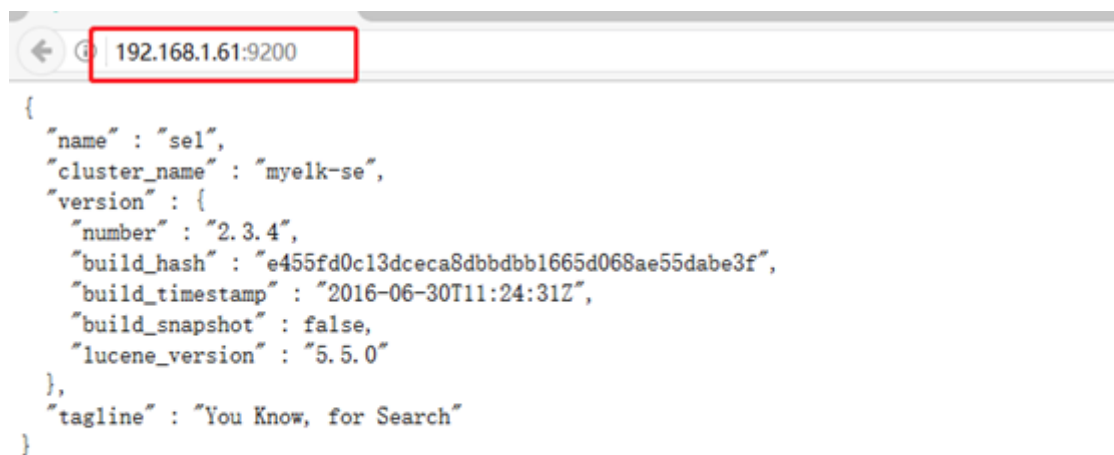 192.168.1.61:9200
{
"name" : "sel",
"cluster_name" : "myelk-se",
"version" : {
"number" : "2.3.4",
"build_hash" : "e455fd0c13dceca8dbbdbb1665d068ae55dabe3f",
"build_timestamp" : "2016-06-30T11:24:31Z",
"build_snapshot" : false,
"lucene_version" : "5.5.0"
},
"tagline" : "You Know, for Search"
}